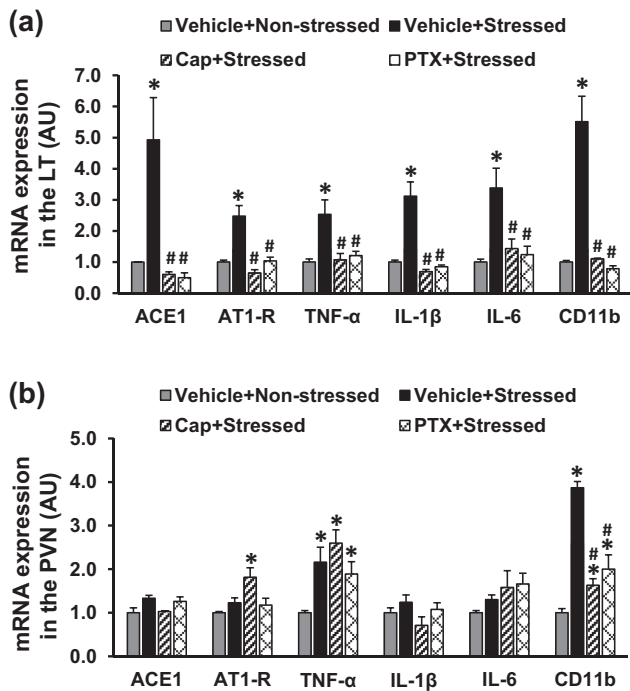 (a)
Vehicle+Non-stressed Vehicle+Stressed
Cap+Stressed PTX+Stressed
mRNA expression
in the LT (AU)
7.0
6.0
5.0
4.0
3.0
2.0
1.0
0.0
* # # * # # * # # * # # * # # * # #
ACE1 AT1-R TNF-α IL-1β IL-6 CD11b
(b)
Vehicle+Non-stressed Vehicle+Stressed
Cap+Stressed PTX+Stressed
mRNA expression
in the PVN (AU)
5.0
4.0
3.0
2.0
1.0
0.0
* * * * * # * # *
ACE1 AT1-R TNF-α IL-1β IL-6 CD11b